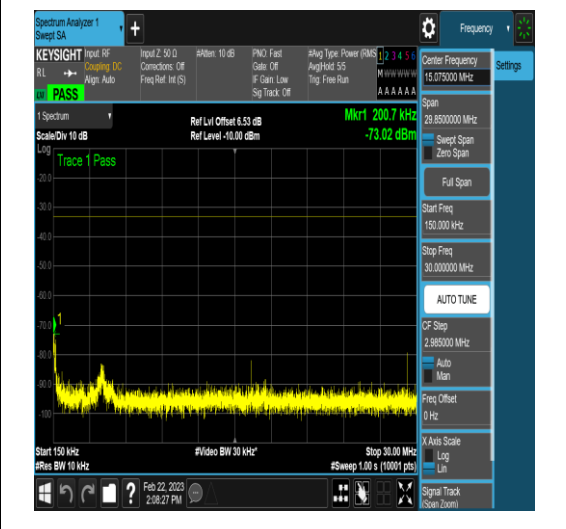 Spectrum Analyzer 1
Swept SA
Frequency
KEYSIGHT
RL
PASS
Input: RF
Coupling: DC
Align: Auto
Input Z: 50 Ω
Corrections: Off
Freq Ref: Int (S)
#Atten: 10 dB
PNO: Fast
Gate: Off
IF Gain: Low
Sig Track: Off
#Avg Type: Power (RMS
Avg|Hold: 5/5
Trig: Free Run
1 2 3 4 5 6
M W W W W W
A A A A A A
1 Spectrum
Scale/Div 10 dB
Ref Lvl Offset 6.53 dB
Ref Level -10.00 dBm
Mkr1 200.7 kHz
-73.02 dBm
Log
Trace 1 Pass
-20.0
-30.0
-40.0
-50.0
-60.0
-70.0
-80.0
-90.0
-100
1
Start 150 kHz
#Res BW 10 kHz
#Video BW 30 kHz*
Stop 30.00 MHz
#Sweep 1.00 s (10001 pts)
Feb 22, 2023
2:08:27 PM
Center Frequency
15.075000 MHz
Settings
Span
29.8500000 MHz
Swept Span
Zero Span
Full Span
Start Freq
150.000 kHz
Stop Freq
30.000000 MHz
AUTO TUNE
CF Step
2.985000 MHz
Auto
Man
Freq Offset
0 Hz
X Axis Scale
Log
Lin
Signal Track
(Span Zoom)